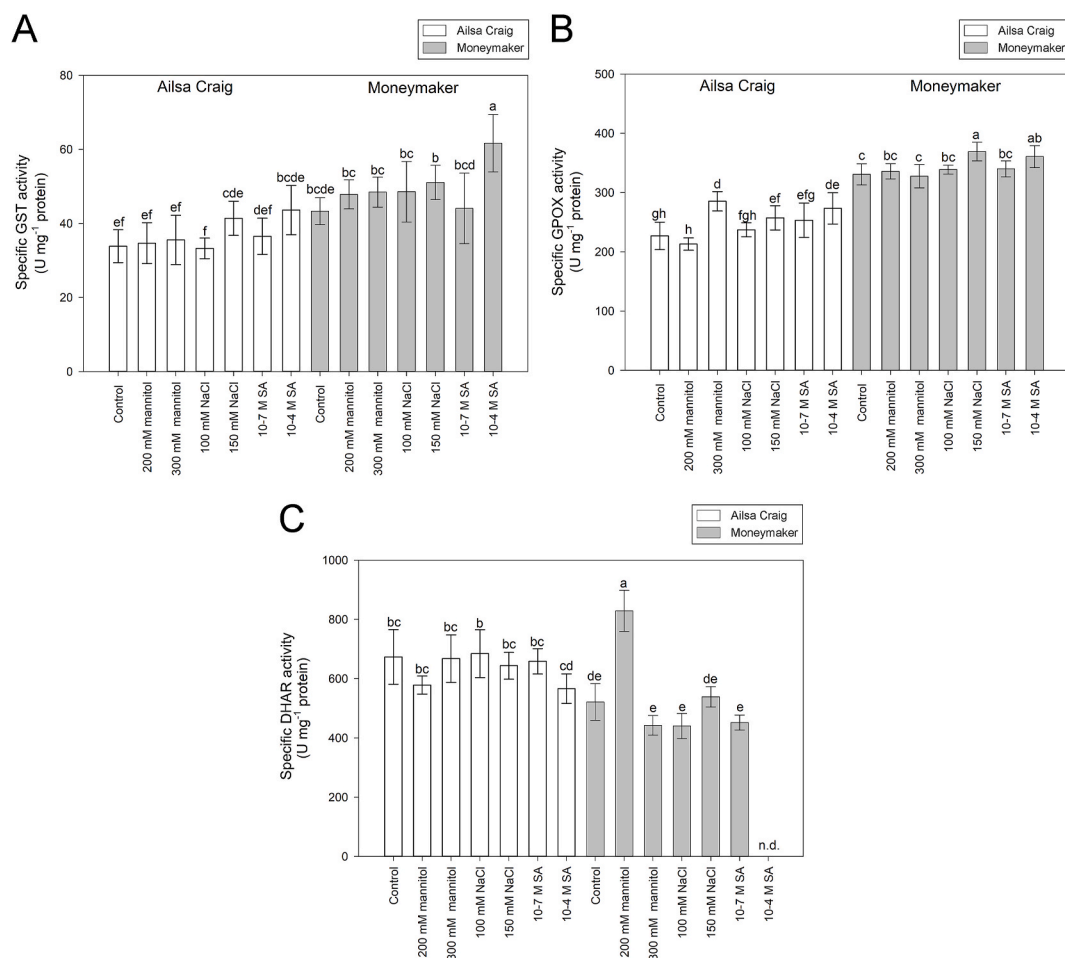 A
Ailsa Craig
Moneymaker
80
60
40
20
0
Specific GST activity
(U mg-1 protein)
Ailsa Craig
Moneymaker
ef
ef
ef
f
cde
def
bcde
bcde
bc
bc
bc
b
bcd
a
Control
200 mM mannitol
300 mM mannitol
100 mM NaCl
150 mM NaCl
10-7 M SA
10-4 M SA
Control
200 mM mannitol
300 mM mannitol
100 mM NaCl
150 mM NaCl
10-7 M SA
10-4 M SA
B
Ailsa Craig
Moneymaker
500
400
300
200
100
0
Specific GPOX activity
(U mg-1 protein)
Ailsa Craig
Moneymaker
gh
h
d
fgh
ef
efg
de
c
bc
c
bc
a
bc
ab
Control
200 mM mannitol
300 mM mannitol
100 mM NaCl
150 mM NaCl
10-7 M SA
10-4 M SA
Control
200 mM mannitol
300 mM mannitol
100 mM NaCl
150 mM NaCl
10-7 M SA
10-4 M SA
C
Ailsa Craig
Moneymaker
1000
800
600
400
200
0
Specific DHAR activity
(U mg-1 protein)
bc
bc
bc
b
bc
bc
cd
de
a
e
e
de
e
n.d.
Control
200 mM mannitol
300 mM mannitol
100 mM NaCl
150 mM NaCl
10-7 M SA
10-4 M SA
Control
200 mM mannitol
300 mM mannitol
100 mM NaCl
150 mM NaCl
10-7 M SA
10-4 M SA